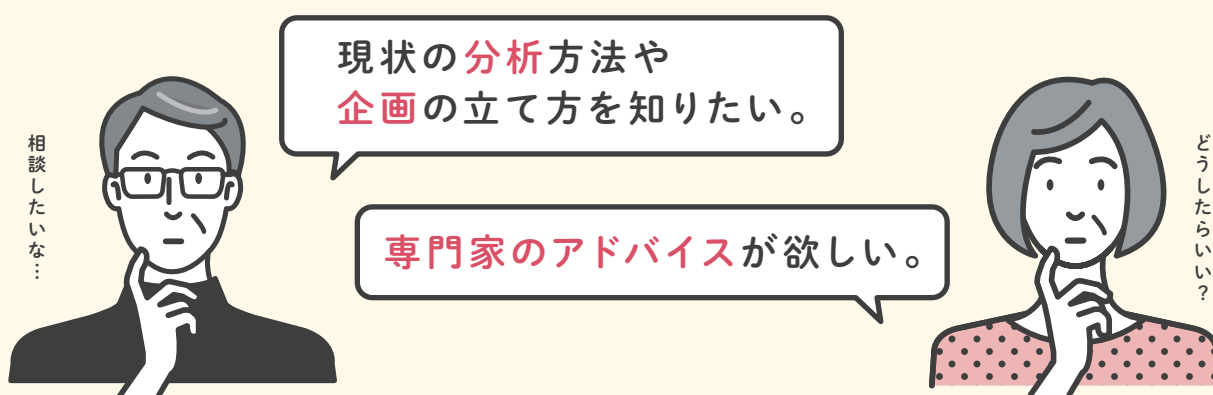 現状の分析方法や
企画の立て方を知りたい。
相談したいな…
専門家のアドバイスが欲しい。
どうしたらいい？